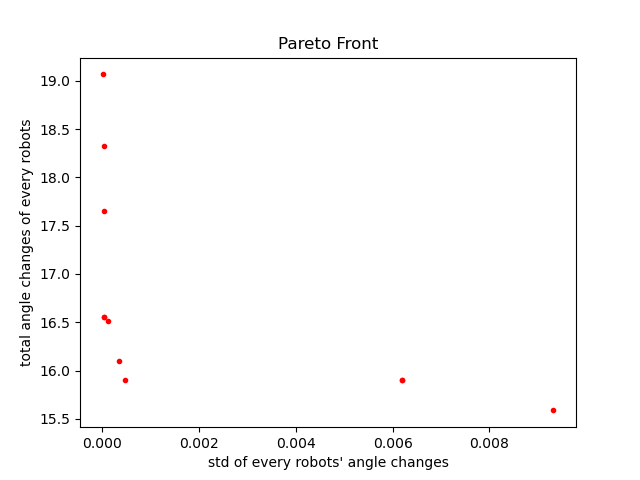 Pareto Front
total angle changes of every robots
19.0
18.5
18.0
17.5
17.0
16.5
16.0
15.5
0.000 0.002 0.004 0.006 0.008
std of every robots' angle changes